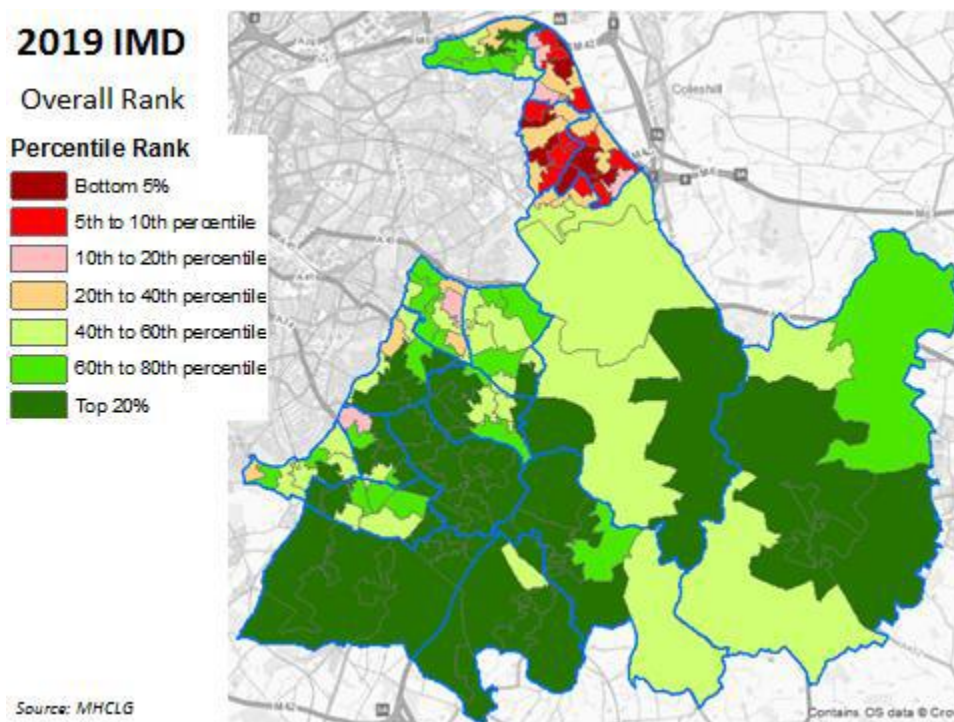 2019 IMD
Overall Rank
Percentile Rank
Bottom 5%
5th to 10th percentile
10th to 20th percentile
20th to 40th percentile
40th to 60th percentile
60th to 80th percentile
Top 20%
Coleshill
M 42
Source: MHCLG
Contains OS data © Cro